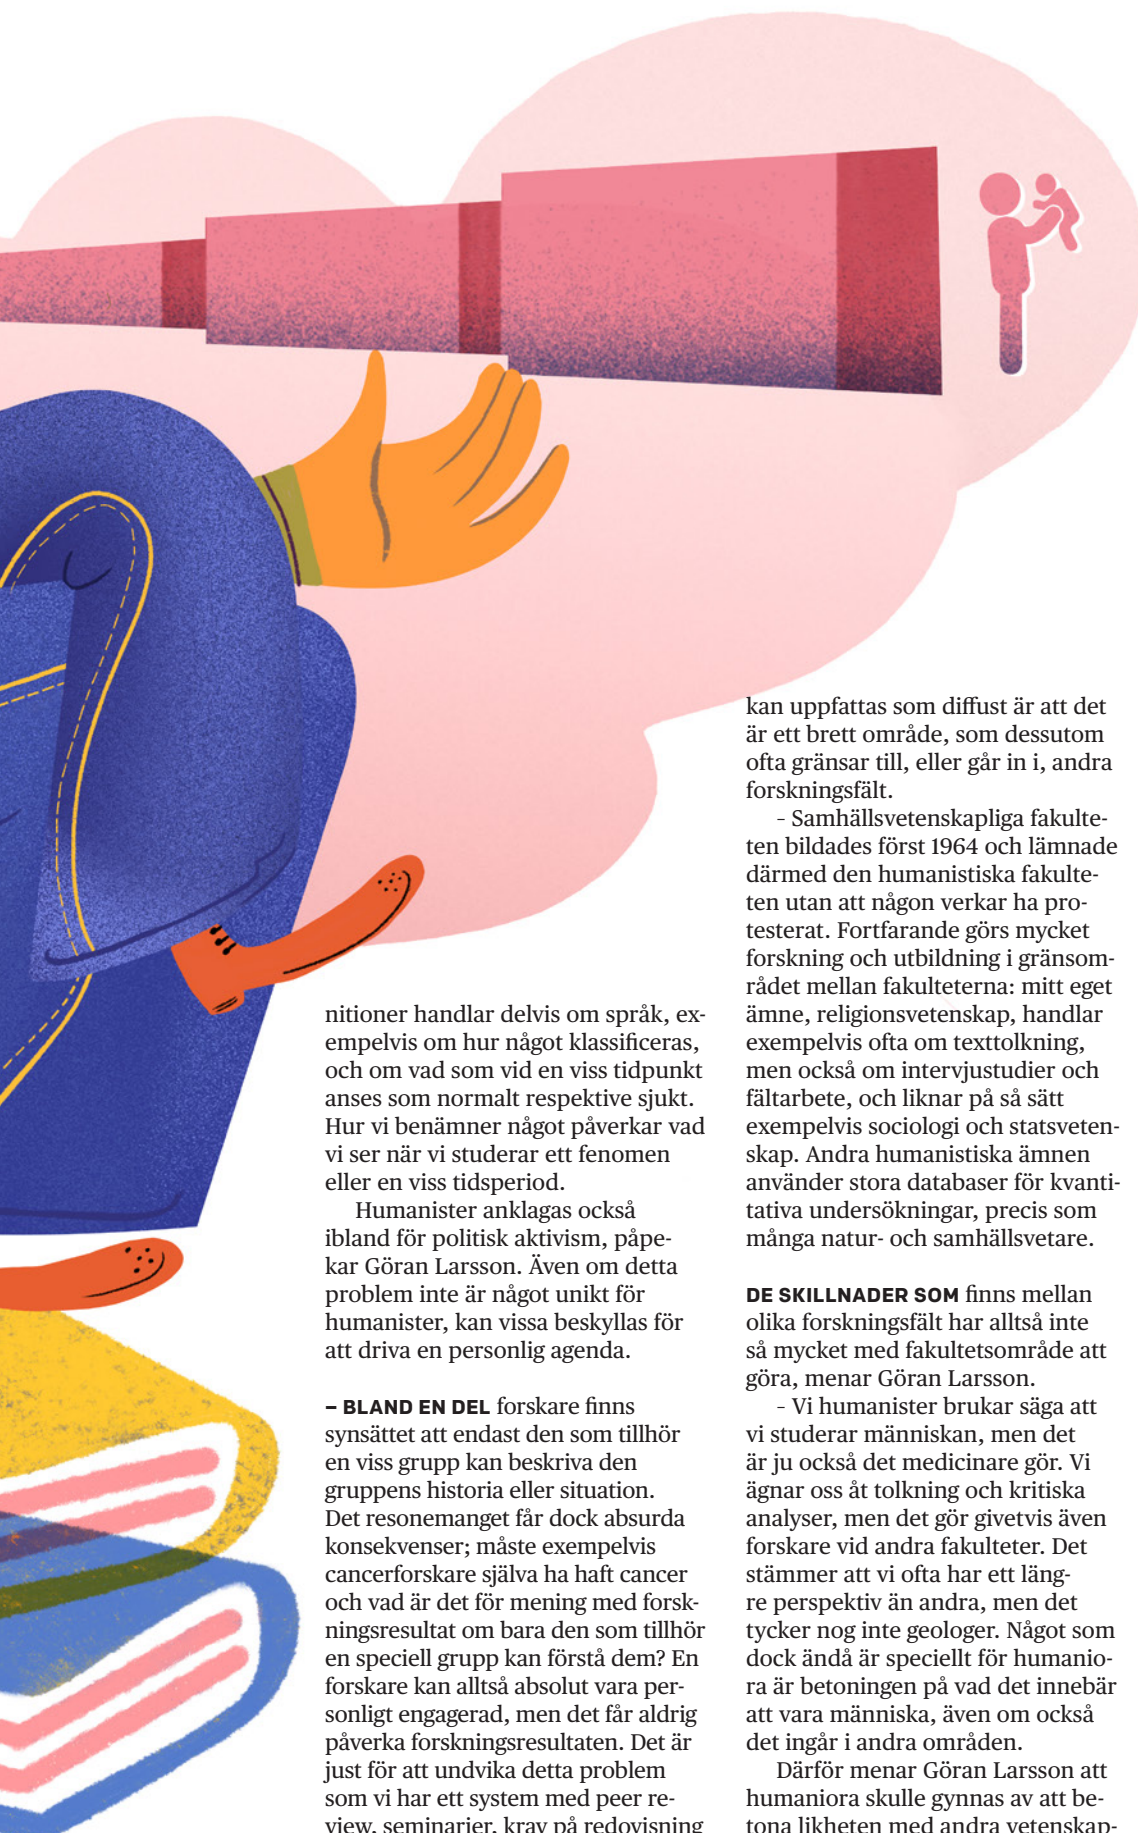 nitioner handlar delvis om språk, ex-
empelvis om hur något klassificeras,
och om vad som vid en viss tidpunkt
anses som normalt respektive sjukt.
Hur vi benämner något påverkar vad
vi ser när vi studerar ett fenomen
eller en viss tidsperiod.
Humanister anklagas också
ibland för politisk aktivism, påpe-
kar Göran Larsson. Även om detta
problem inte är något unikt för
humanister, kan vissa beskyllas för
att driva en personlig agenda.
– BLAND EN DEL forskare finns
synsättet att endast den som tillhör
en viss grupp kan beskriva den
gruppens historia eller situation.
Det resonemanget får dock absurda
konsekvenser; måste exempelvis
cancerforskare själva ha haft cancer
och vad är det för mening med forsk-
ningsresultat om bara den som tillhör
en speciell grupp kan förstå dem? En
forskare kan alltså absolut vara per-
sonligt engagerad, men det får aldrig
påverka forskningsresultaten. Det är
just för att undvika detta problem
som vi har ett system med peer re-
view, seminarier, krav på redovisning
kan uppfattas som diffust är att det
är ett brett område, som dessutom
ofta gränsar till, eller går in i, andra
forskningsfält.
– Samhällsvetenskapliga fakulte-
ten bildades först 1964 och lämnade
därmed den humanistiska fakulte-
ten utan att någon verkar ha pro-
testerat. Fortfarande görs mycket
forskning och utbildning i gränsom-
rådet mellan fakulteterna: mitt eget
ämne, religionsvetenskap, handlar
exempelvis ofta om texttolkning,
men också om intervjustudier och
fältarbete, och liknar på så sätt
exempelvis sociologi och statsveten-
skap. Andra humanistiska ämnen
använder stora databaser för kvanti-
tativa undersökningar, precis som
många natur- och samhällsvetare.
DE SKILLNADER SOM finns mellan
olika forskningsfält har alltså inte
så mycket med fakultetsområde att
göra, menar Göran Larsson.
– Vi humanister brukar säga att
vi studerar människan, men det
är ju också det medicinare gör. Vi
ägnar oss åt tolkning och kritiska
analyser, men det gör givetvis även
forskare vid andra fakulteter. Det
stämmer att vi ofta har ett läng-
re perspektiv än andra, men det
tycker nog inte geologer. Något som
dock ändå är speciellt för humanio-
ra är betoningen på vad det innebär
att vara människa, även om också
det ingår i andra områden.
Därför menar Göran Larsson att
humaniora skulle gynnas av att be-
tona likheten med andra vetenskap-